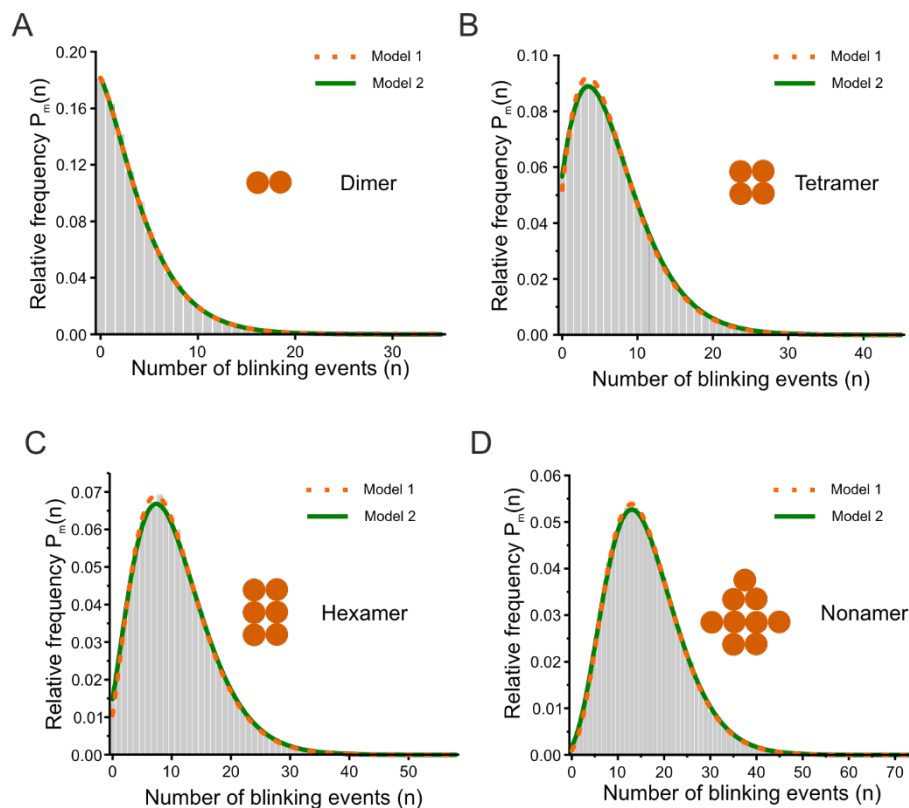 A
Relative frequency Pm(n)
0.20
0.16
0.12
0.08
0.04
0.00
Model 1
Model 2
Dimer
0 10 20 30
Number of blinking events (n)
B
Relative frequency Pm(n)
0.10
0.08
0.06
0.04
0.02
0.00
Model 1
Model 2
Tetramer
0 10 20 30 40
Number of blinking events (n)
C
Relative frequency Pm(n)
0.07
0.06
0.05
0.04
0.03
0.02
0.01
0.00
Model 1
Model 2
Hexamer
0 10 20 30 40 50
Number of blinking events (n)
D
Relative frequency Pm(n)
0.06
0.05
0.04
0.03
0.02
0.01
0.00
Model 1
Model 2
Nonamer
0 10 20 30 40 50 60 70
Number of blinking events (n)